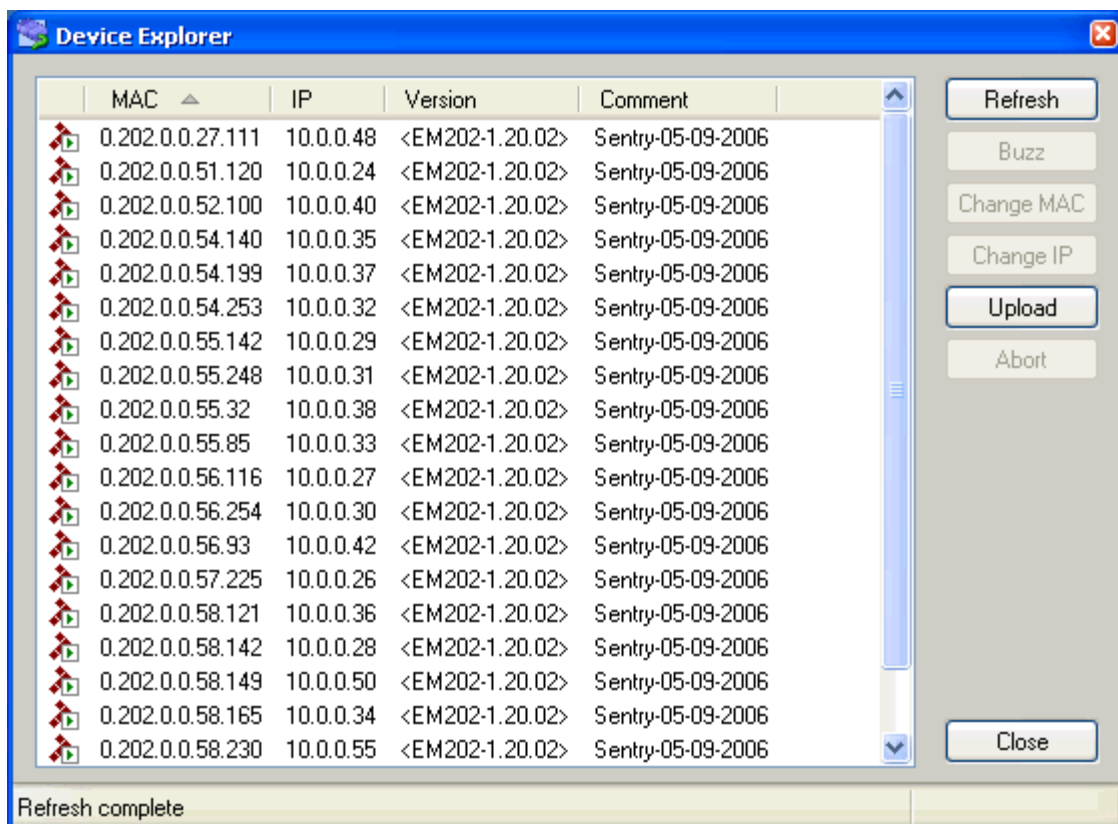 Device Explorer
MAC IP Version Comment
0.202.0.0.27.111 10.0.0.48 <EM202-1.20.02> Sentry-05-09-2006
0.202.0.0.51.120 10.0.0.24 <EM202-1.20.02> Sentry-05-09-2006
0.202.0.0.52.100 10.0.0.40 <EM202-1.20.02> Sentry-05-09-2006
0.202.0.0.54.140 10.0.0.35 <EM202-1.20.02> Sentry-05-09-2006
0.202.0.0.54.199 10.0.0.37 <EM202-1.20.02> Sentry-05-09-2006
0.202.0.0.54.253 10.0.0.32 <EM202-1.20.02> Sentry-05-09-2006
0.202.0.0.55.142 10.0.0.29 <EM202-1.20.02> Sentry-05-09-2006
0.202.0.0.55.248 10.0.0.31 <EM202-1.20.02> Sentry-05-09-2006
0.202.0.0.55.32 10.0.0.38 <EM202-1.20.02> Sentry-05-09-2006
0.202.0.0.55.85 10.0.0.33 <EM202-1.20.02> Sentry-05-09-2006
0.202.0.0.56.116 10.0.0.27 <EM202-1.20.02> Sentry-05-09-2006
0.202.0.0.56.254 10.0.0.30 <EM202-1.20.02> Sentry-05-09-2006
0.202.0.0.56.93 10.0.0.42 <EM202-1.20.02> Sentry-05-09-2006
0.202.0.0.57.225 10.0.0.26 <EM202-1.20.02> Sentry-05-09-2006
0.202.0.0.58.121 10.0.0.36 <EM202-1.20.02> Sentry-05-09-2006
0.202.0.0.58.142 10.0.0.28 <EM202-1.20.02> Sentry-05-09-2006
0.202.0.0.58.149 10.0.0.50 <EM202-1.20.02> Sentry-05-09-2006
0.202.0.0.58.165 10.0.0.34 <EM202-1.20.02> Sentry-05-09-2006
0.202.0.0.58.230 10.0.0.55 <EM202-1.20.02> Sentry-05-09-2006
Refresh
Buzz
Change MAC
Change IP
Upload
Abort
Close
Refresh complete